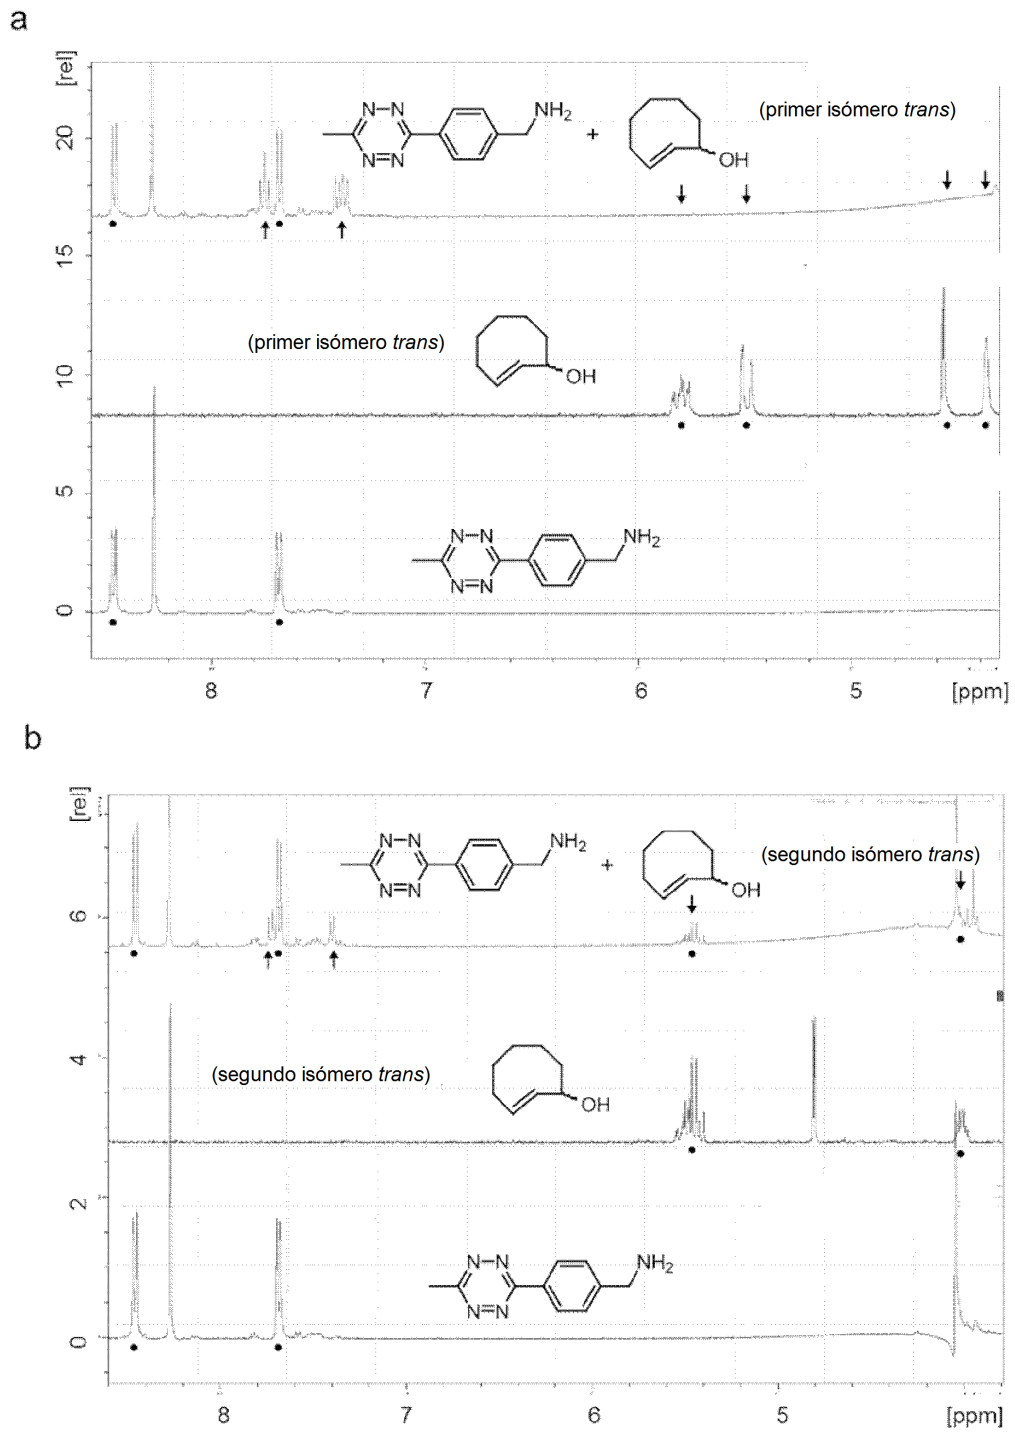 a
[rel]
20
15
10
5
0
N N
N N
NH2
+
OH
(primer isómero trans)
(primer isómero trans)
OH
N N
N=N
NH2
8 7 6 5 [ppm]
b
[rel]
6
4
2
0
N N
N=N
NH2
+
OH
(segundo isómero trans)
(segundo isómero trans)
OH
N N
N=N
NH2
8 7 6 5 [ppm]